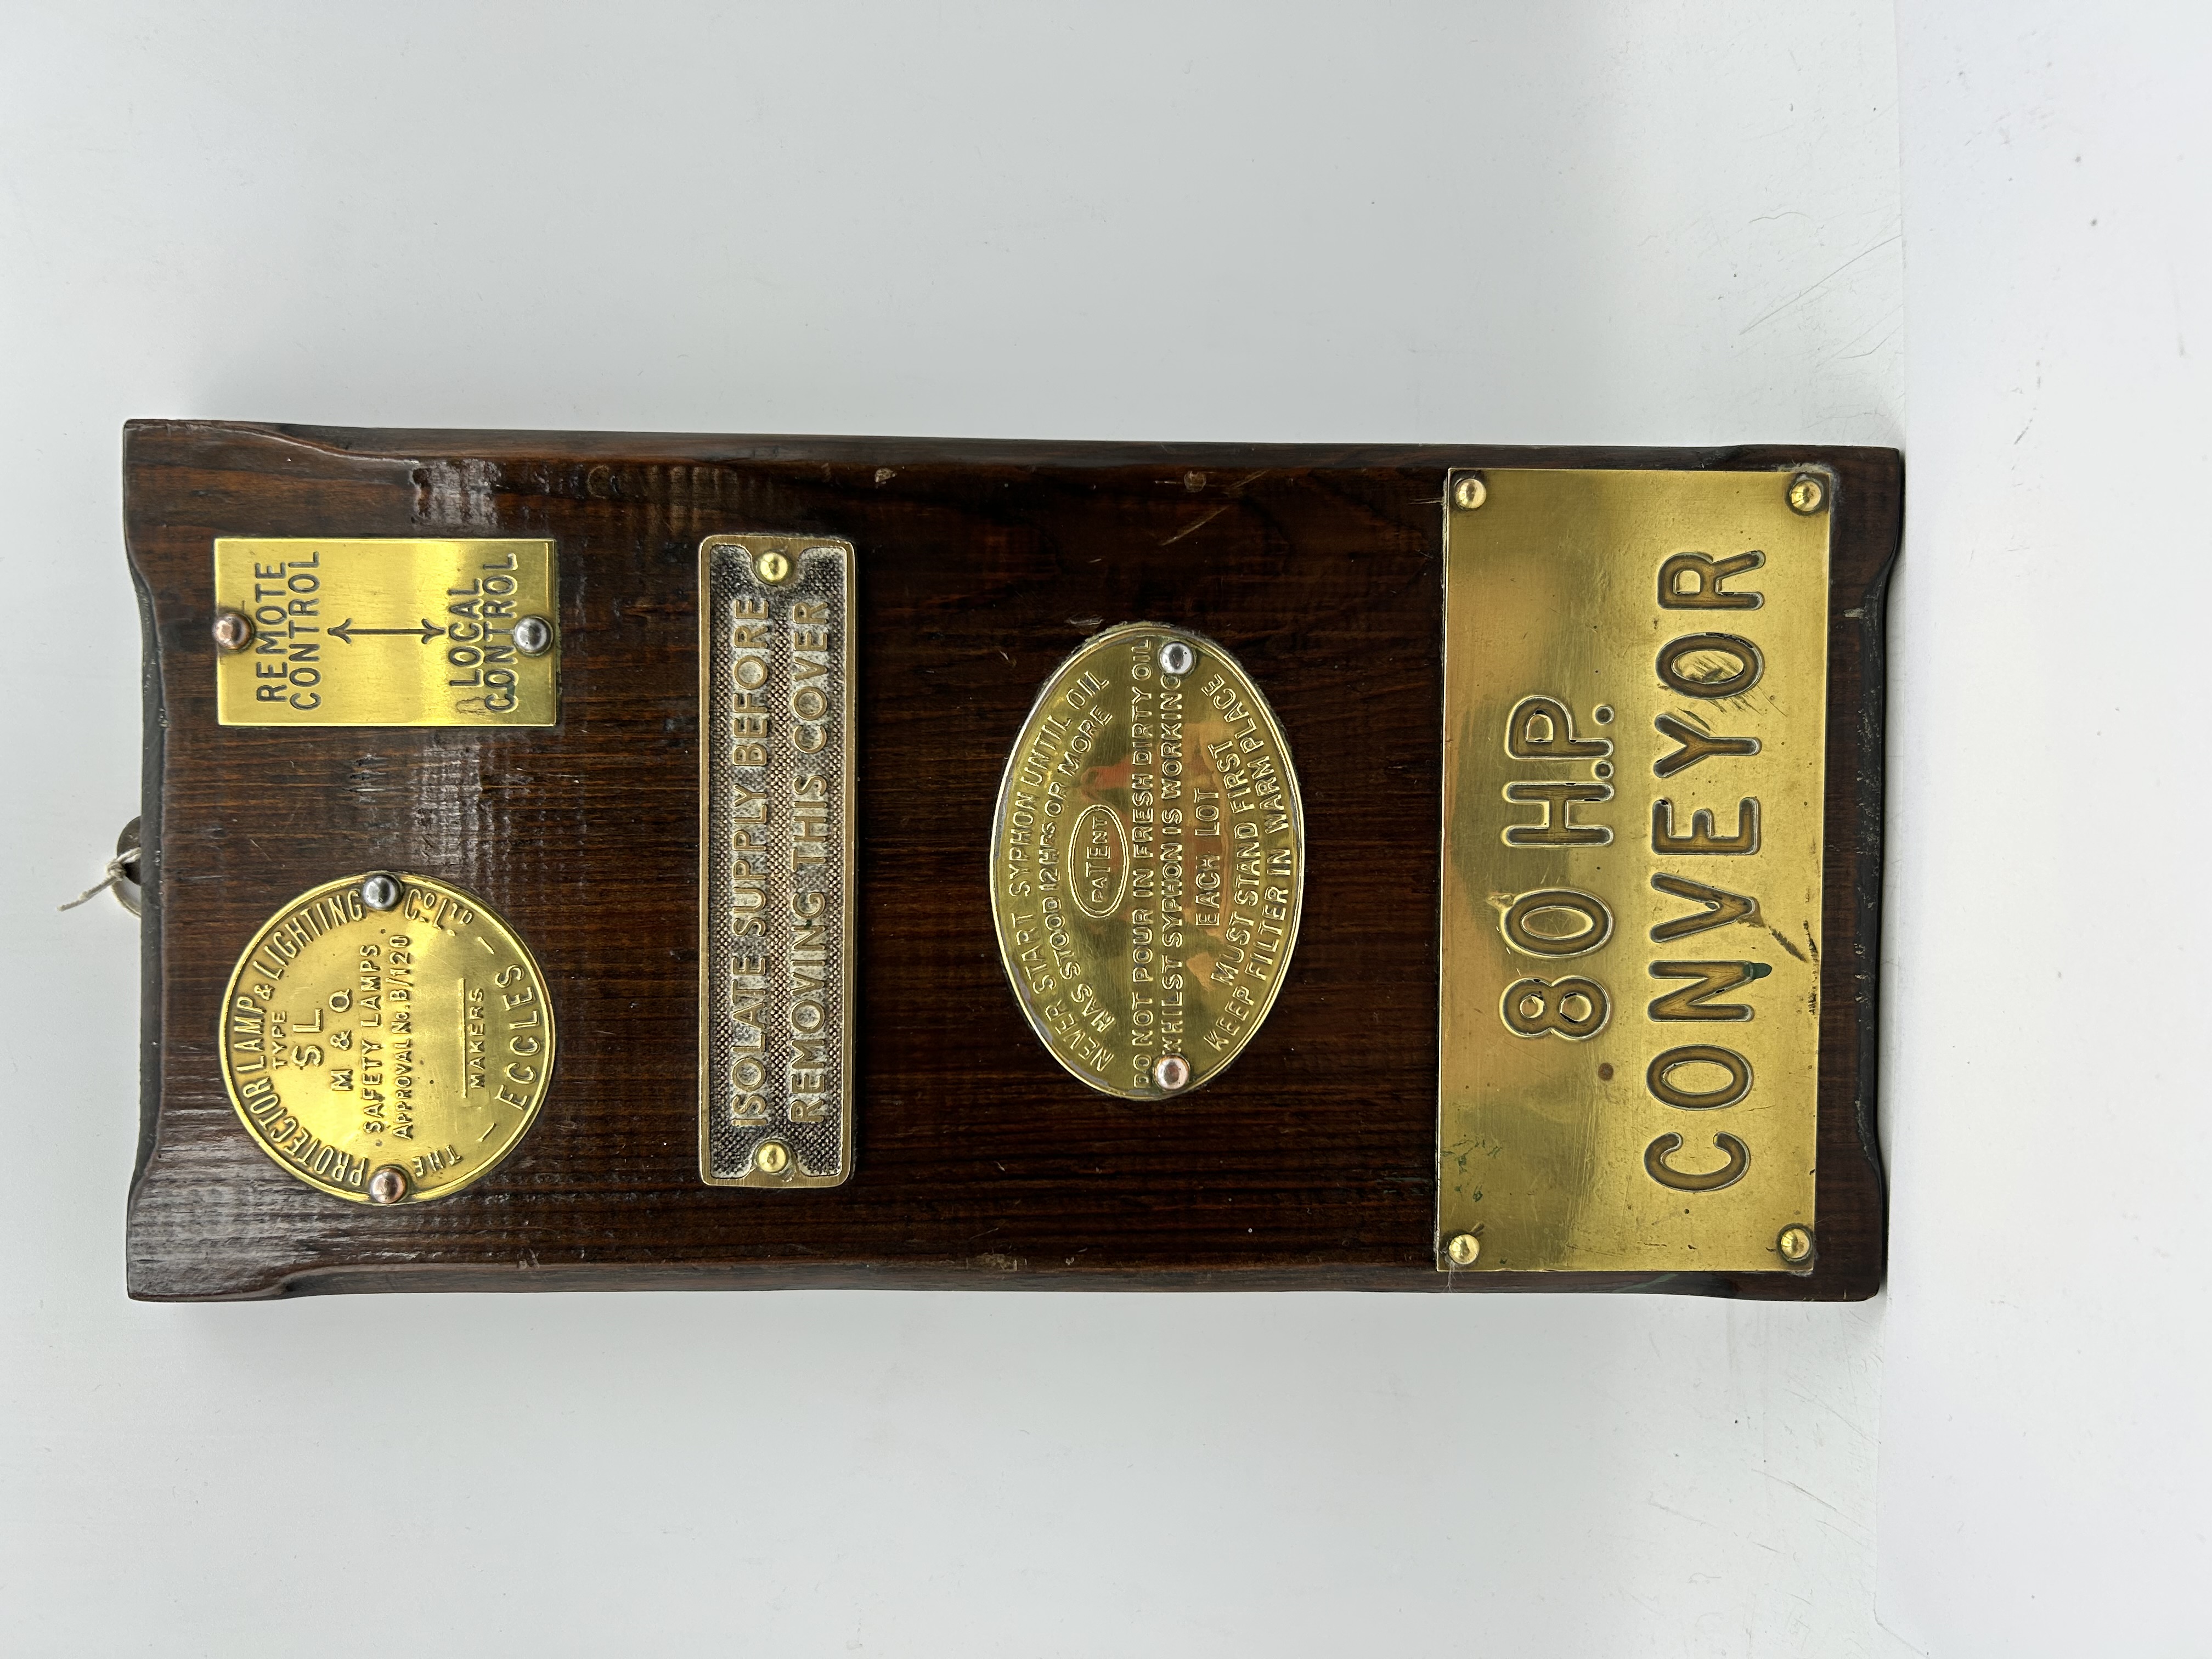 THE PROTECTOR LAMP & LIGHTING Co. LTD
TYPE
SL
M & Q
SAFETY LAMPS
APPROVAL No. B/120
MAKERS
— ECCLES —
REMOTE
CONTROL
LOCAL
CONTROL
ISOLATE SUPPLY BEFORE
REMOVING THIS COVER
NEVER START SYPHON UNTIL OIL
HAS STOOD 12 HRS OR MORE
PATENT
DO NOT POUR IN FRESH DIRTY OIL
WHILST SYPHON IS WORKING
EACH LOT
MUST STAND FIRST
KEEP FILTER IN WARM PLACE
80 H.P.
CONVEYOR